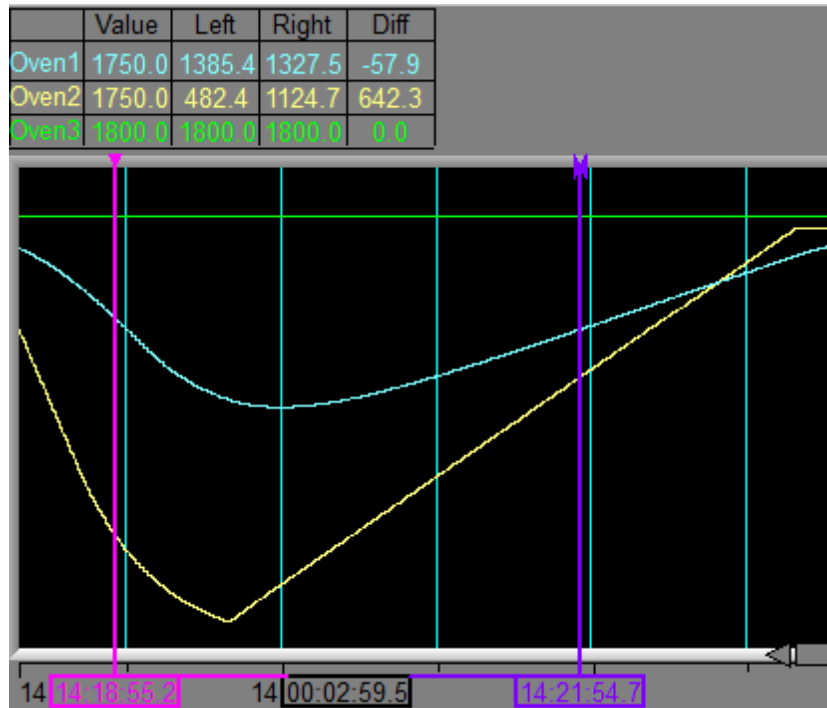 Value Left Right Diff
Oven1 1750.0 1385.4 1327.5 -57.9
Oven2 1750.0 482.4 1124.7 642.3
Oven3 1800.0 1800.0 1800.0 0.0
14 14:18:55.2 14 00:02:59.5 14:21:54.7